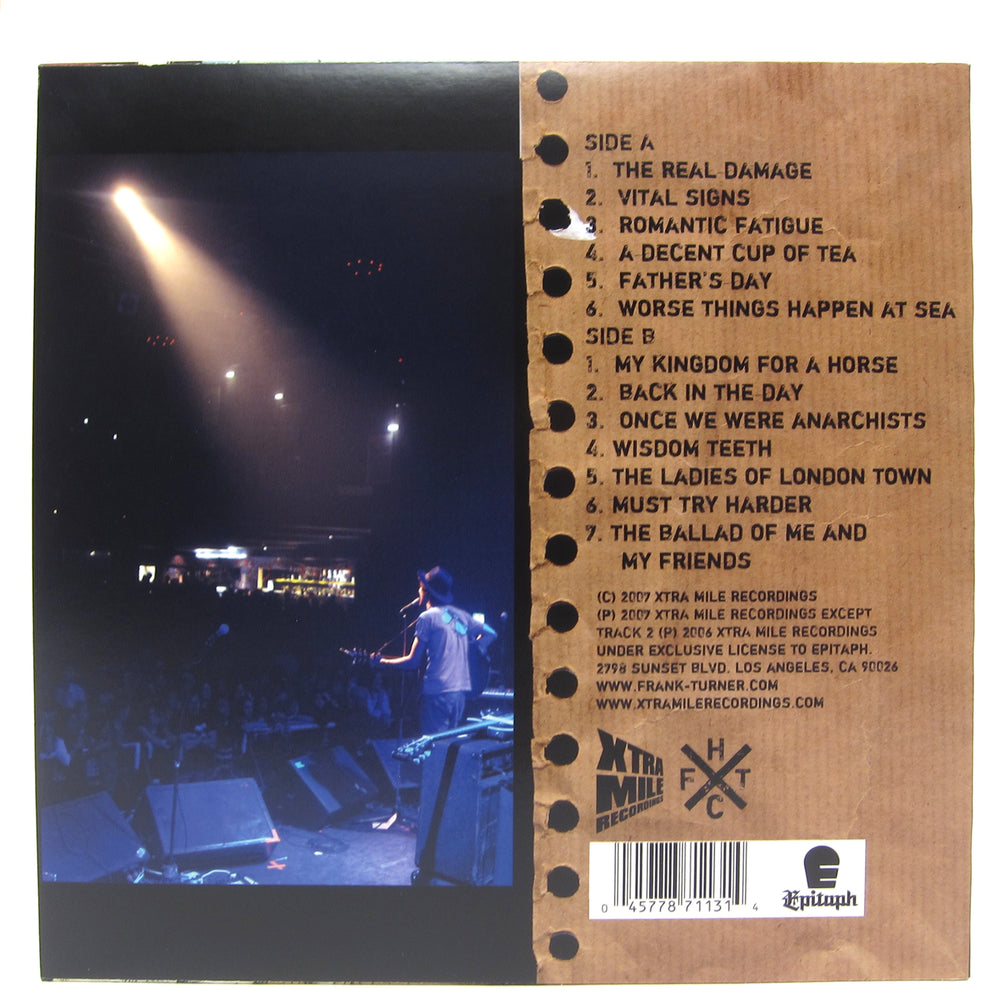 SIDE A
1. THE REAL DAMAGE
2. VITAL SIGNS
3. ROMANTIC FATIGUE
4. A DECENT CUP OF TEA
5. FATHER'S DAY
6. WORSE THINGS HAPPEN AT SEA
SIDE B
1. MY KINGDOM FOR A HORSE
2. BACK IN THE DAY
3. ONCE WE WERE ANARCHISTS
4. WISDOM TEETH
5. THE LADIES OF LONDON TOWN
6. MUST TRY HARDER
7. THE BALLAD OF ME AND
MY FRIENDS
(C) 2007 XTRA MILE RECORDINGS
(P) 2007 XTRA MILE RECORDINGS EXCEPT
TRACK 2 (P) 2006 XTRA MILE RECORDINGS
UNDER EXCLUSIVE LICENSE TO EPITAPH.
2798 SUNSET BLVD. LOS ANGELES, CA 90026
WWW.FRANK-TURNER.COM
WWW.XTRAMILERECORDINGS.COM
XTRA
MILE
RECORDINGS
H
F T
C
E
Epitaph
0 45778 71131 4